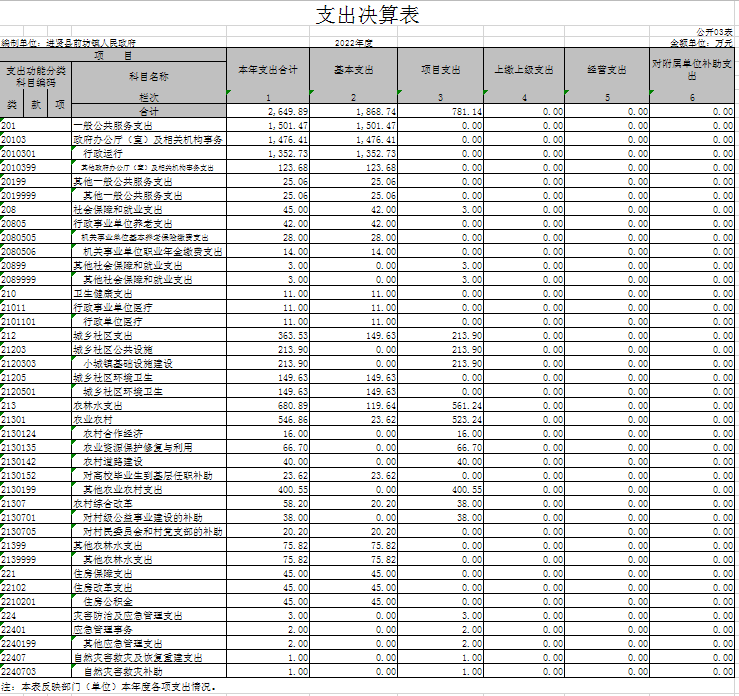 支出决算表
公开03表
编制单位：进贤县前坊镇人民政府 2022年度 金额单位：万元
项 目 本年支出合计 基本支出 项目支出 上缴上级支出 经营支出 对附属单位补助支出
支出功能分类科目编码 科目名称
类 款 项 栏次 1 2 3 4 5 6
合计 2,649.89 1,868.74 781.14 0.00 0.00 0.00
201 一般公共服务支出 1,501.47 1,501.47 0.00 0.00 0.00 0.00
20103 政府办公厅（室）及相关机构事务 1,476.41 1,476.41 0.00 0.00 0.00 0.00
2010301 行政运行 1,352.73 1,352.73 0.00 0.00 0.00 0.00
2010399 其他政府办公厅（室）及相关机构事务支出 123.68 123.68 0.00 0.00 0.00 0.00
20199 其他一般公共服务支出 25.06 25.06 0.00 0.00 0.00 0.00
2019999 其他一般公共服务支出 25.06 25.06 0.00 0.00 0.00 0.00
208 社会保障和就业支出 45.00 42.00 3.00 0.00 0.00 0.00
20805 行政事业单位养老支出 42.00 42.00 0.00 0.00 0.00 0.00
2080505 机关事业单位基本养老保险缴费支出 28.00 28.00 0.00 0.00 0.00 0.00
2080506 机关事业单位职业年金缴费支出 14.00 14.00 0.00 0.00 0.00 0.00
20899 其他社会保障和就业支出 3.00 0.00 3.00 0.00 0.00 0.00
2089999 其他社会保障和就业支出 3.00 0.00 3.00 0.00 0.00 0.00
210 卫生健康支出 11.00 11.00 0.00 0.00 0.00 0.00
21011 行政事业单位医疗 11.00 11.00 0.00 0.00 0.00 0.00
2101101 行政单位医疗 11.00 11.00 0.00 0.00 0.00 0.00
212 城乡社区支出 363.53 149.63 213.90 0.00 0.00 0.00
21203 城乡社区公共设施 213.90 0.00 213.90 0.00 0.00 0.00
2120303 小城镇基础设施建设 213.90 0.00 213.90 0.00 0.00 0.00
21205 城乡社区环境卫生 149.63 149.63 0.00 0.00 0.00 0.00
2120501 城乡社区环境卫生 149.63 149.63 0.00 0.00 0.00 0.00
213 农林水支出 680.89 119.64 561.24 0.00 0.00 0.00
21301 农业农村 546.86 23.62 523.24 0.00 0.00 0.00
2130124 农村合作经济 16.00 0.00 16.00 0.00 0.00 0.00
2130135 农业资源保护修复与利用 66.70 0.00 66.70 0.00 0.00 0.00
2130142 农村道路建设 40.00 0.00 40.00 0.00 0.00 0.00
2130152 对高校毕业生到基层任职补助 23.62 23.62 0.00 0.00 0.00 0.00
2130199 其他农业农村支出 400.55 0.00 400.55 0.00 0.00 0.00
21307 农村综合改革 58.20 20.20 38.00 0.00 0.00 0.00
2130701 对村级公益事业建设的补助 38.00 0.00 38.00 0.00 0.00 0.00
2130705 对村民委员会和村党支部的补助 20.20 20.20 0.00 0.00 0.00 0.00
21399 其他农林水支出 75.82 75.82 0.00 0.00 0.00 0.00
2139999 其他农林水支出 75.82 75.82 0.00 0.00 0.00 0.00
221 住房保障支出 45.00 45.00 0.00 0.00 0.00 0.00
22102 住房改革支出 45.00 45.00 0.00 0.00 0.00 0.00
2210201 住房公积金 45.00 45.00 0.00 0.00 0.00 0.00
224 灾害防治及应急管理支出 3.00 0.00 3.00 0.00 0.00 0.00
22401 应急管理事务 2.00 0.00 2.00 0.00 0.00 0.00
2240199 其他应急管理支出 2.00 0.00 2.00 0.00 0.00 0.00
22407 自然灾害救灾及恢复重建支出 1.00 0.00 1.00 0.00 0.00 0.00
2240703 自然灾害救灾补助 1.00 0.00 1.00 0.00 0.00 0.00
注：本表反映部门（单位）本年度各项支出情况。